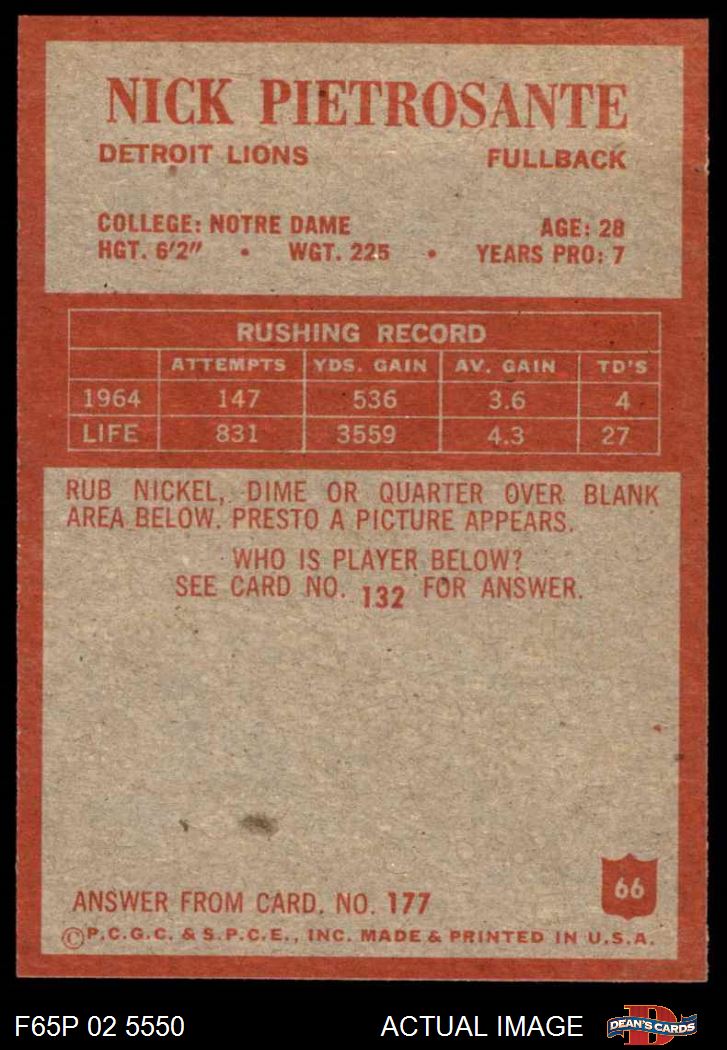 NICK PIETROSANTE
DETROIT LIONS FULLBACK
COLLEGE: NOTRE DAME AGE: 28
HGT. 6'2" • WGT. 225 • YEARS PRO: 7
RUSHING RECORD
ATTEMPTS YDS. GAIN AV. GAIN TD'S
1964 147 536 3.6 4
LIFE 831 3559 4.3 27
RUB NICKEL, DIME OR QUARTER OVER BLANK
AREA BELOW. PRESTO A PICTURE APPEARS.
WHO IS PLAYER BELOW?
SEE CARD NO. 132 FOR ANSWER.
66
ANSWER FROM CARD. NO. 177
©P.C.G.C. & S.P.C.E., INC. MADE & PRINTED IN U.S.A.
F65P 02 5550 ACTUAL IMAGE D DEAN'S CARDS